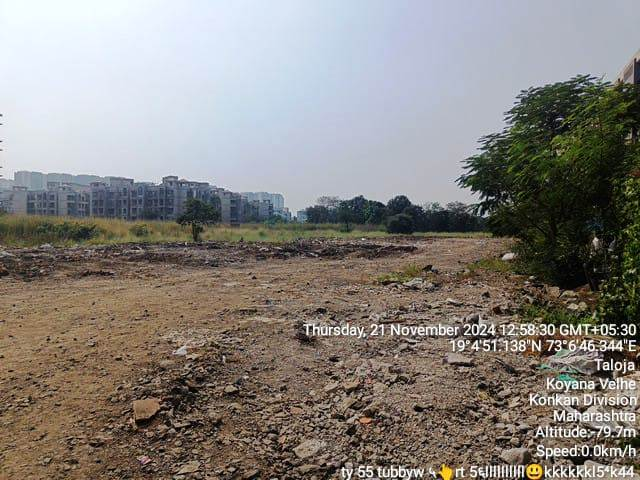 Thursday, 21 November 2024 12:58:30 GMT+05:30
19°4'51.138"N 73°6'46.344"E
Taloja
Koyana Velhe
Konkan Division
Maharashtra
Altitude:-79.7m
Speed:0.0km/h